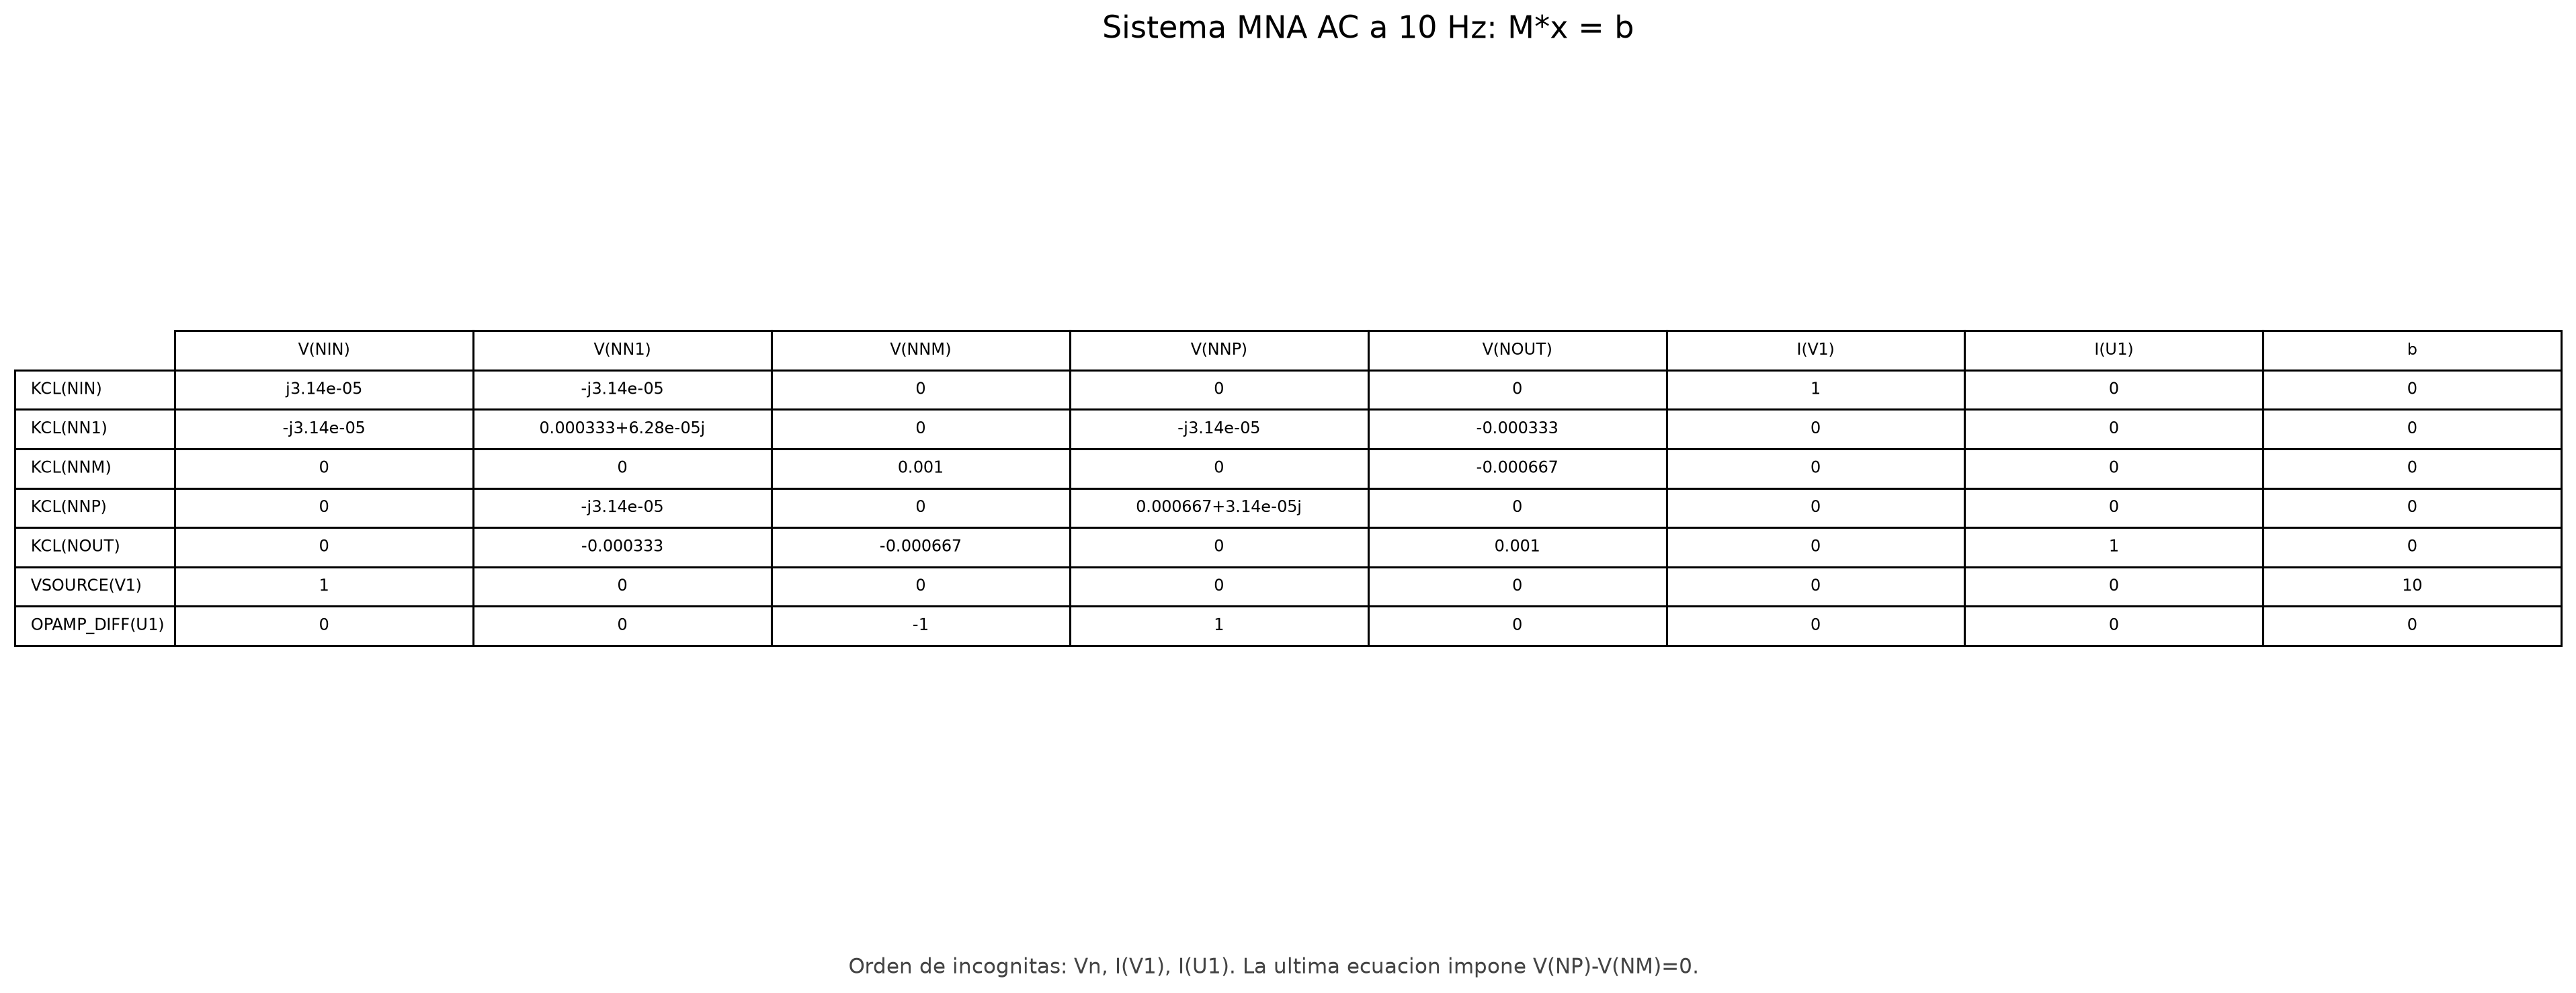 Sistema MNA AC a 10 Hz: M*x = b
V(NIN) V(NN1) V(NNM) V(NNP) V(NOUT) I(V1) I(U1) b
KCL(NIN) j3.14e-05 -j3.14e-05 0 0 0 1 0 0
KCL(NN1) -j3.14e-05 0.000333+6.28e-05j 0 -j3.14e-05 -0.000333 0 0 0
KCL(NNM) 0 0 0.001 0 -0.000667 0 0 0
KCL(NNP) 0 -j3.14e-05 0 0.000667+3.14e-05j 0 0 0 0
KCL(NOUT) 0 -0.000333 -0.000667 0 0.001 0 1 0
VSOURCE(V1) 1 0 0 0 0 0 0 10
OPAMP_DIFF(U1) 0 0 -1 1 0 0 0 0
Orden de incognitas: Vn, I(V1), I(U1). La ultima ecuacion impone V(NP)-V(NM)=0.